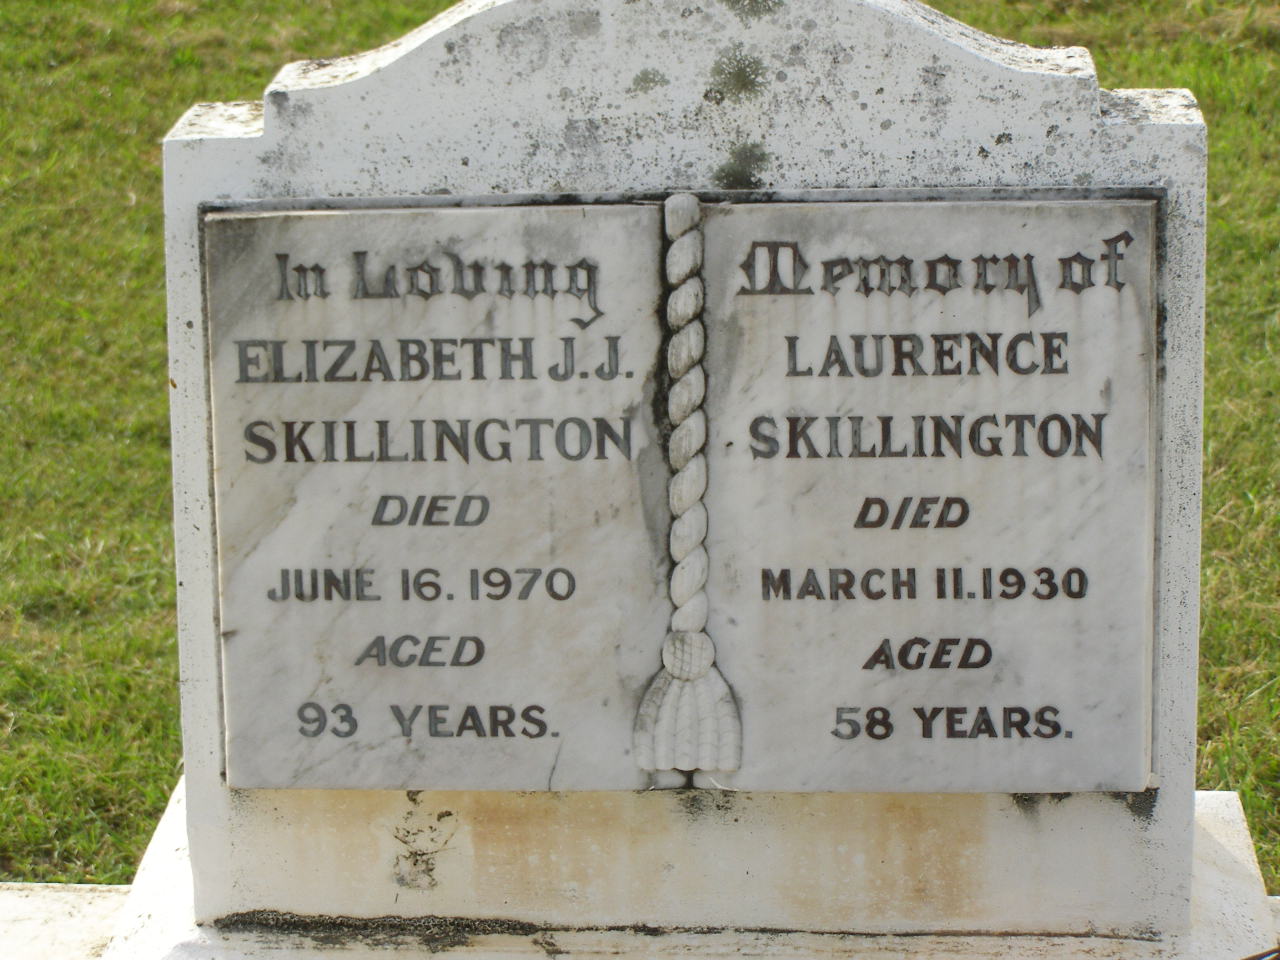 In Loving Memory of
ELIZABETH J.J.
SKILLINGTON
DIED
JUNE 16. 1970
AGED
93 YEARS.
LAURENCE
SKILLINGTON
DIED
MARCH 11. 1930
AGED
58 YEARS.